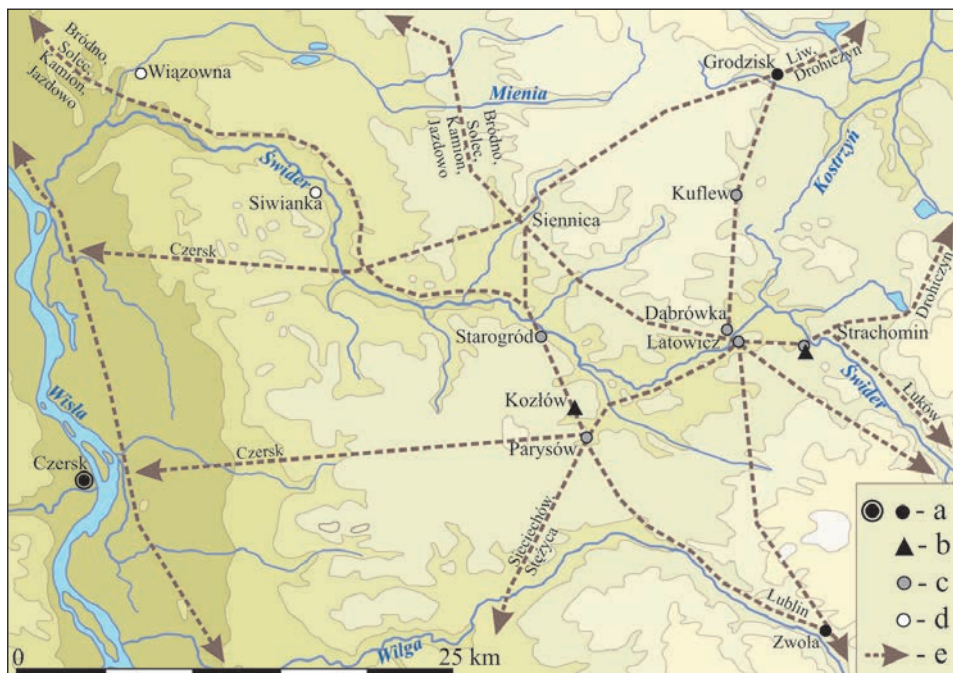 Bródno,
Solec,
Kamion,
Jazdowo
Wiązowna
Mienia
Bródno,
Solec,
Kamion,
Jazdowo
Grodzisk
Liw,
Drohiczyn
Kostrzyń
Świder
Siwianka
Siennica
Kuflew
Czersk
Drohiczyn
Starogród
Dąbrówka
Latowicz
Strachomin
Świder
Łuków
Wisła
Kozłów
Parysów
Czersk
Czersk
Sieciechów,
Stężyca
Wilga
Lublin
Zwola
- a
- b
- c
- d
- e
0
25 km